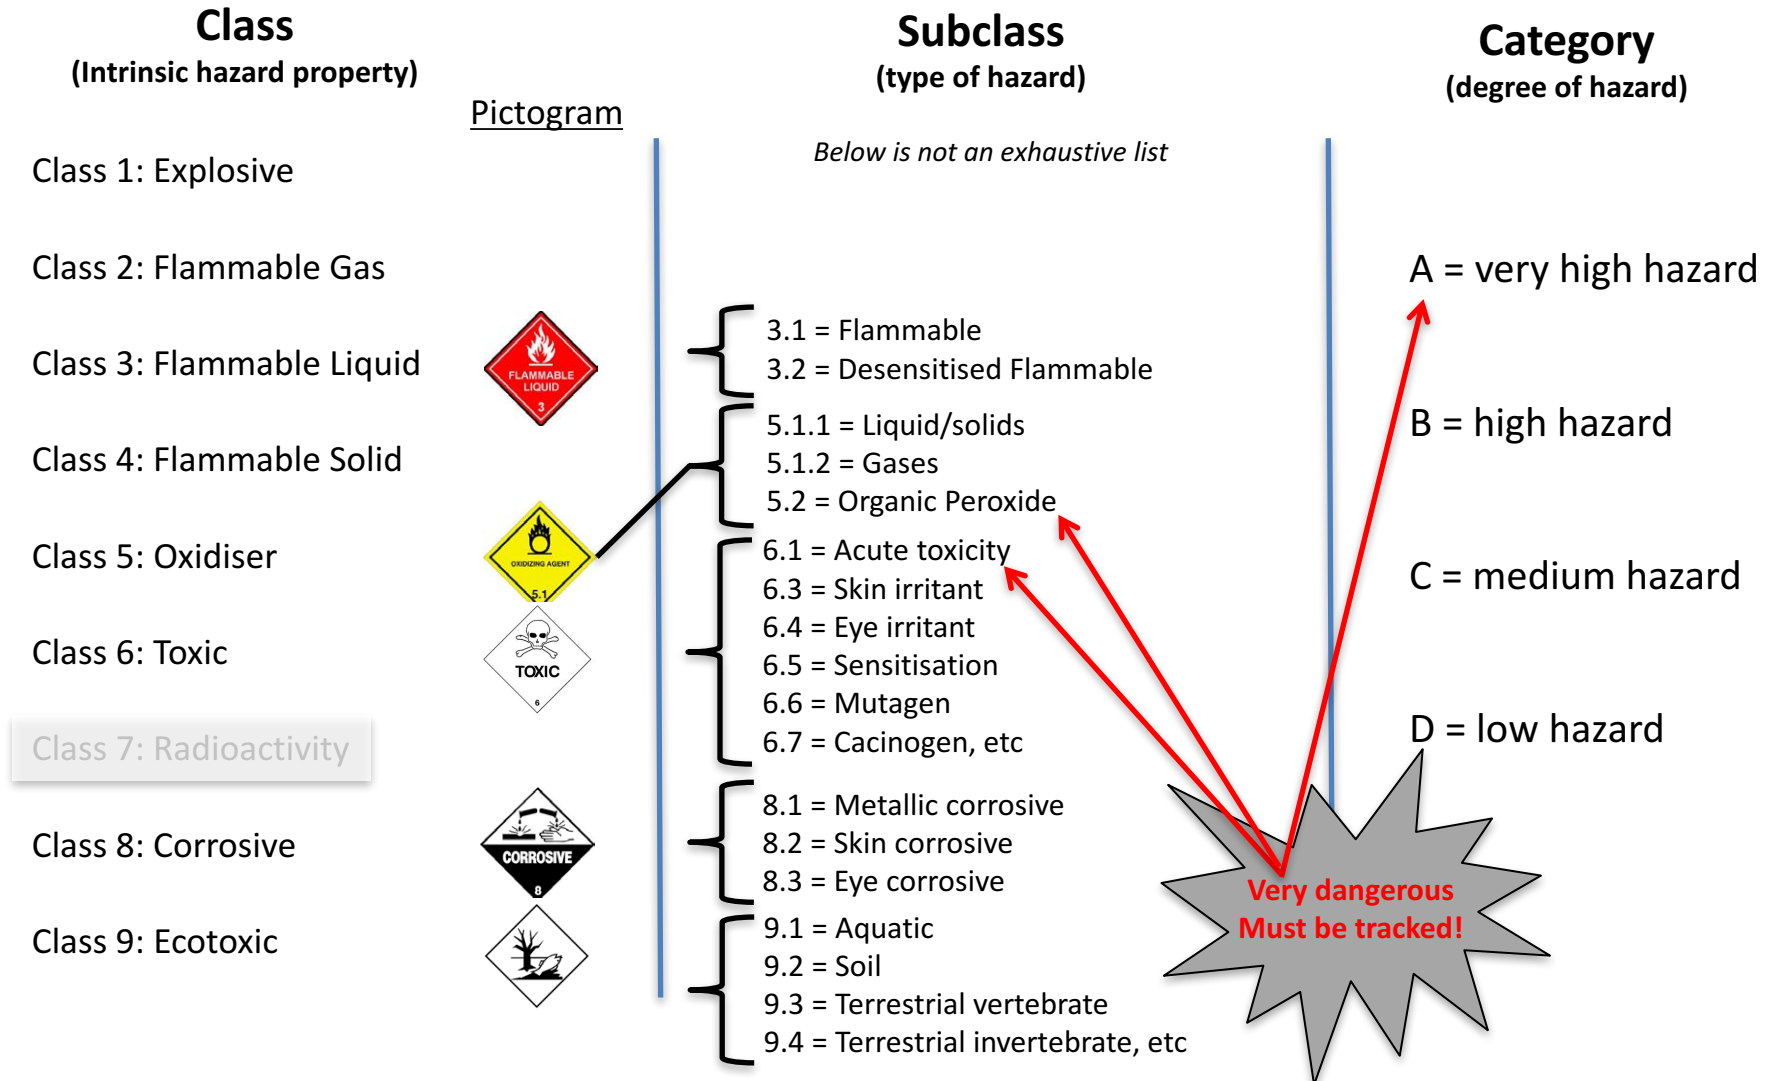 Class
(Intrinsic hazard property)
Pictogram
Class 1: Explosive
Class 2: Flammable Gas
Class 3: Flammable Liquid
FLAMMABLE
LIQUID
3
Class 4: Flammable Solid
Class 5: Oxidiser
OXIDIZING AGENT
5.1
Class 6: Toxic
TOXIC
6
Class 7: Radioactivity
Class 8: Corrosive
CORROSIVE
8
Class 9: Ecotoxic
Subclass
(type of hazard)
Below is not an exhaustive list
3.1 = Flammable
3.2 = Desensitised Flammable
5.1.1 = Liquid/solids
5.1.2 = Gases
5.2 = Organic Peroxide
6.1 = Acute toxicity
6.3 = Skin irritant
6.4 = Eye irritant
6.5 = Sensitisation
6.6 = Mutagen
6.7 = Cacinogen, etc
8.1 = Metallic corrosive
8.2 = Skin corrosive
8.3 = Eye corrosive
9.1 = Aquatic
9.2 = Soil
9.3 = Terrestrial vertebrate
9.4 = Terrestrial invertebrate, etc
Category
(degree of hazard)
A = very high hazard
B = high hazard
C = medium hazard
D = low hazard
Very dangerous
Must be tracked!